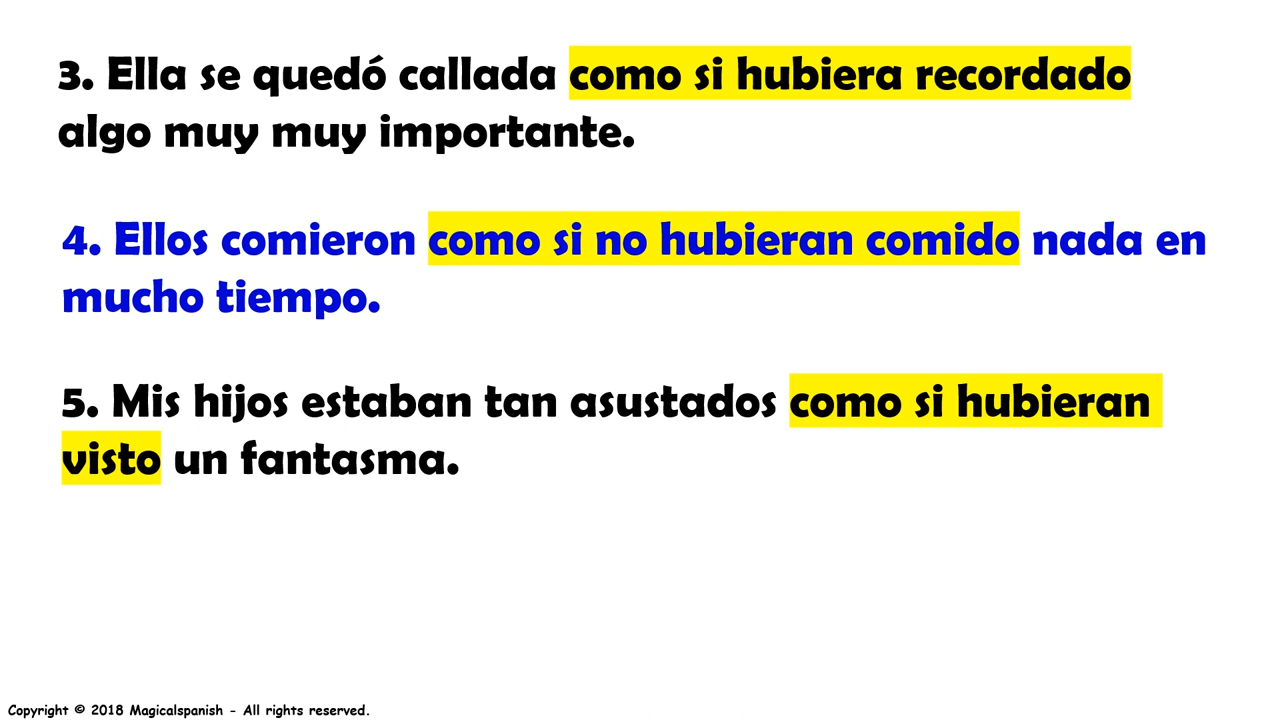 3. Ella se quedó callada como si hubiera recordado
algo muy muy importante.
4. Ellos comieron como si no hubieran comido nada en
mucho tiempo.
5. Mis hijos estaban tan asustados como si hubieran
visto un fantasma.
Copyright © 2018 Magicalspanish - All rights reserved.